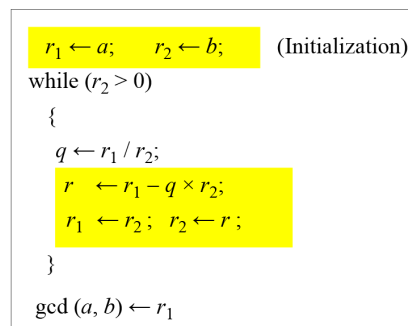 r₁ ← a; r₂ ← b; (Initialization)
while (r₂ > 0)
{
q ← r₁ / r₂;
r ← r₁ – q × r₂;
r₁ ← r₂ ; r₂ ← r ;
}
gcd (a, b) ← r₁